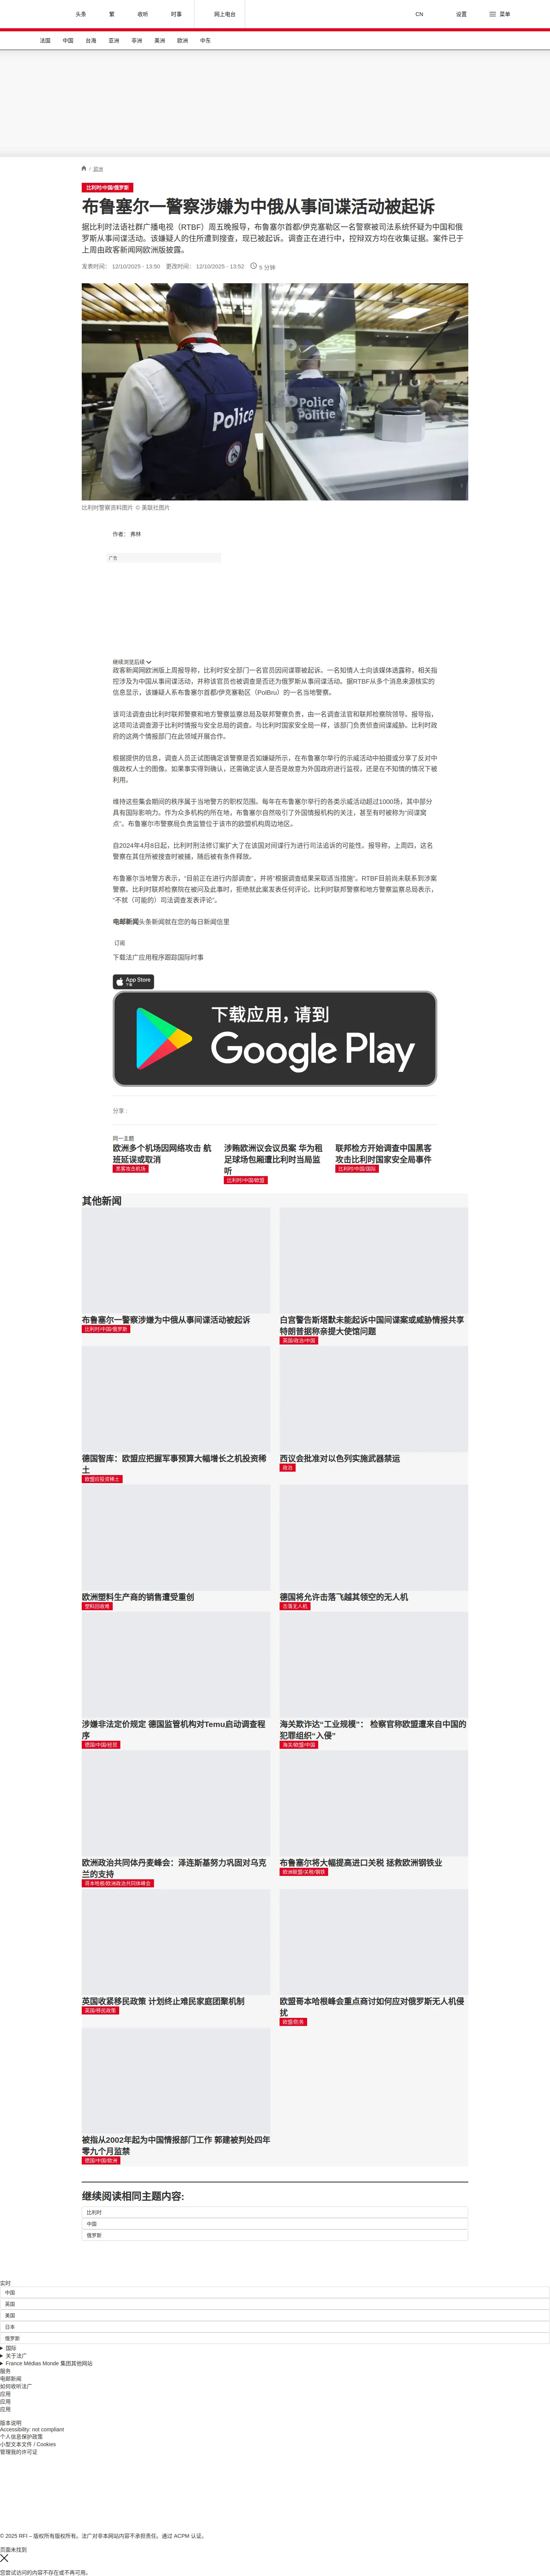 头条
繁
收听
时事
网上电台
CN
设置
菜单
法国
中国
台海
亚洲
非洲
美洲
欧洲
中东
/ 欧洲
比利时/中国/俄罗斯
布鲁塞尔一警察涉嫌为中俄从事间谍活动被起诉
据比利时法语社群广播电视（RTBF）周五晚报导，布鲁塞尔首都/伊克塞勒区一名警察被司法系统怀疑为中国和俄
罗斯从事间谍活动。该嫌疑人的住所遭到搜查，现已被起诉。调查正在进行中，控辩双方均在收集证据。案件已于
上周由政客新闻网欧洲版披露。
发表时间： 12/10/2025 - 13:50 更改时间： 12/10/2025 - 13:52 5 分钟
Police
Police
Politie
比利时警察资料图片 © 美联社图片
作者： 弗林
广告
继续浏览后续
政客新闻网欧洲版上周报导称，比利时安全部门一名官员因间谍罪被起诉。一名知情人士向该媒体透露称，相关指
控涉及为中国从事间谍活动，并称该官员也被调查是否还为俄罗斯从事间谍活动。据RTBF从多个消息来源核实的
信息显示，该嫌疑人系布鲁塞尔首都/伊克塞勒区（PolBru）的一名当地警察。
该司法调查由比利时联邦警察和地方警察监察总局及联邦警察负责，由一名调查法官和联邦检察院领导。报导指，
这项司法调查源于比利时情报与安全总局的调查。与比利时国家安全局一样，该部门负责侦查间谍威胁。比利时政
府的这两个情报部门在此领域开展合作。
根据提供的信息，调查人员正试图确定该警察是否如嫌疑所示，在布鲁塞尔举行的示威活动中拍摄或分享了反对中
俄政权人士的图像。如果事实得到确认，还需确定该人是否是故意为外国政府进行监视，还是在不知情的情况下被
利用。
维持这些集会期间的秩序属于当地警方的职权范围。每年在布鲁塞尔举行的各类示威活动超过1000场，其中部分
具有国际影响力。作为众多机构的所在地，布鲁塞尔自然吸引了外国情报机构的关注，甚至有时被称为“间谍窝
点”。布鲁塞尔市警察局负责监管位于该市的欧盟机构周边地区。
自2024年4月8日起，比利时刑法修订案扩大了在该国对间谍行为进行司法追诉的可能性。报导称，上周四，这名
警察在其住所被搜查时被捕，随后被有条件释放。
布鲁塞尔当地警方表示，“目前正在进行内部调查”，并将“根据调查结果采取适当措施”。RTBF目前尚未联系到涉案
警察。比利时联邦检察院在被问及此事时，拒绝就此案发表任何评论。比利时联邦警察和地方警察监察总局表示，
“不就（可能的）司法调查发表评论”。
电邮新闻头条新闻就在您的每日新闻信里
订阅
下载法广应用程序跟踪国际时事
App Store
下载
下载应用，请到
Google Play
分享 :
同一主题
欧洲多个机场因网络攻击 航
班延误或取消
黑客攻击机场
涉贿欧洲议会议员案 华为租
足球场包厢遭比利时当局监
听
比利时/中国/欧盟
联邦检方开始调查中国黑客
攻击比利时国家安全局事件
比利时/中国/国际
其他新闻
布鲁塞尔一警察涉嫌为中俄从事间谍活动被起诉
比利时/中国/俄罗斯
白宫警告斯塔默未能起诉中国间谍案或威胁情报共享
特朗普据称亲提大使馆问题
英国/政治/中国
德国智库：欧盟应把握军事预算大幅增长之机投资稀
土
欧盟应投资稀土
西议会批准对以色列实施武器禁运
政治
欧洲塑料生产商的销售遭受重创
塑料回收难
德国将允许击落飞越其领空的无人机
击落无人机
涉嫌非法定价规定 德国监管机构对Temu启动调查程
序
德国/中国/经贸
海关欺诈达“工业规模”： 检察官称欧盟遭来自中国的
犯罪组织“入侵”
海关/欧盟/中国
欧洲政治共同体丹麦峰会：泽连斯基努力巩固对乌克
兰的支持
哥本哈根/欧洲政治共同体峰会
布鲁塞尔将大幅提高进口关税 拯救欧洲钢铁业
欧洲联盟/关税/钢铁
英国收紧移民政策 计划终止难民家庭团聚机制
英国/移民政策
欧盟哥本哈根峰会重点商讨如何应对俄罗斯无人机侵
扰
欧盟/防务
被指从2002年起为中国情报部门工作 郭建被判处四年
零九个月监禁
德国/中国/欧洲
继续阅读相同主题内容:
比利时
中国
俄罗斯
实时
中国
英国
美国
日本
俄罗斯
国际
关于法广
France Médias Monde 集团其他网站
服务
电邮新闻
如何收听法广
应用
应用
应用
版本说明
Accessibility: not compliant
个人信息保护政策
小型文本文件 / Cookies
管理我的许可证
© 2025 RFI – 版权所有版权所有。法广对非本网站内容不承担责任。通过 ACPM 认证。
页面未找到
您尝试访问的内容不存在或不再可用。